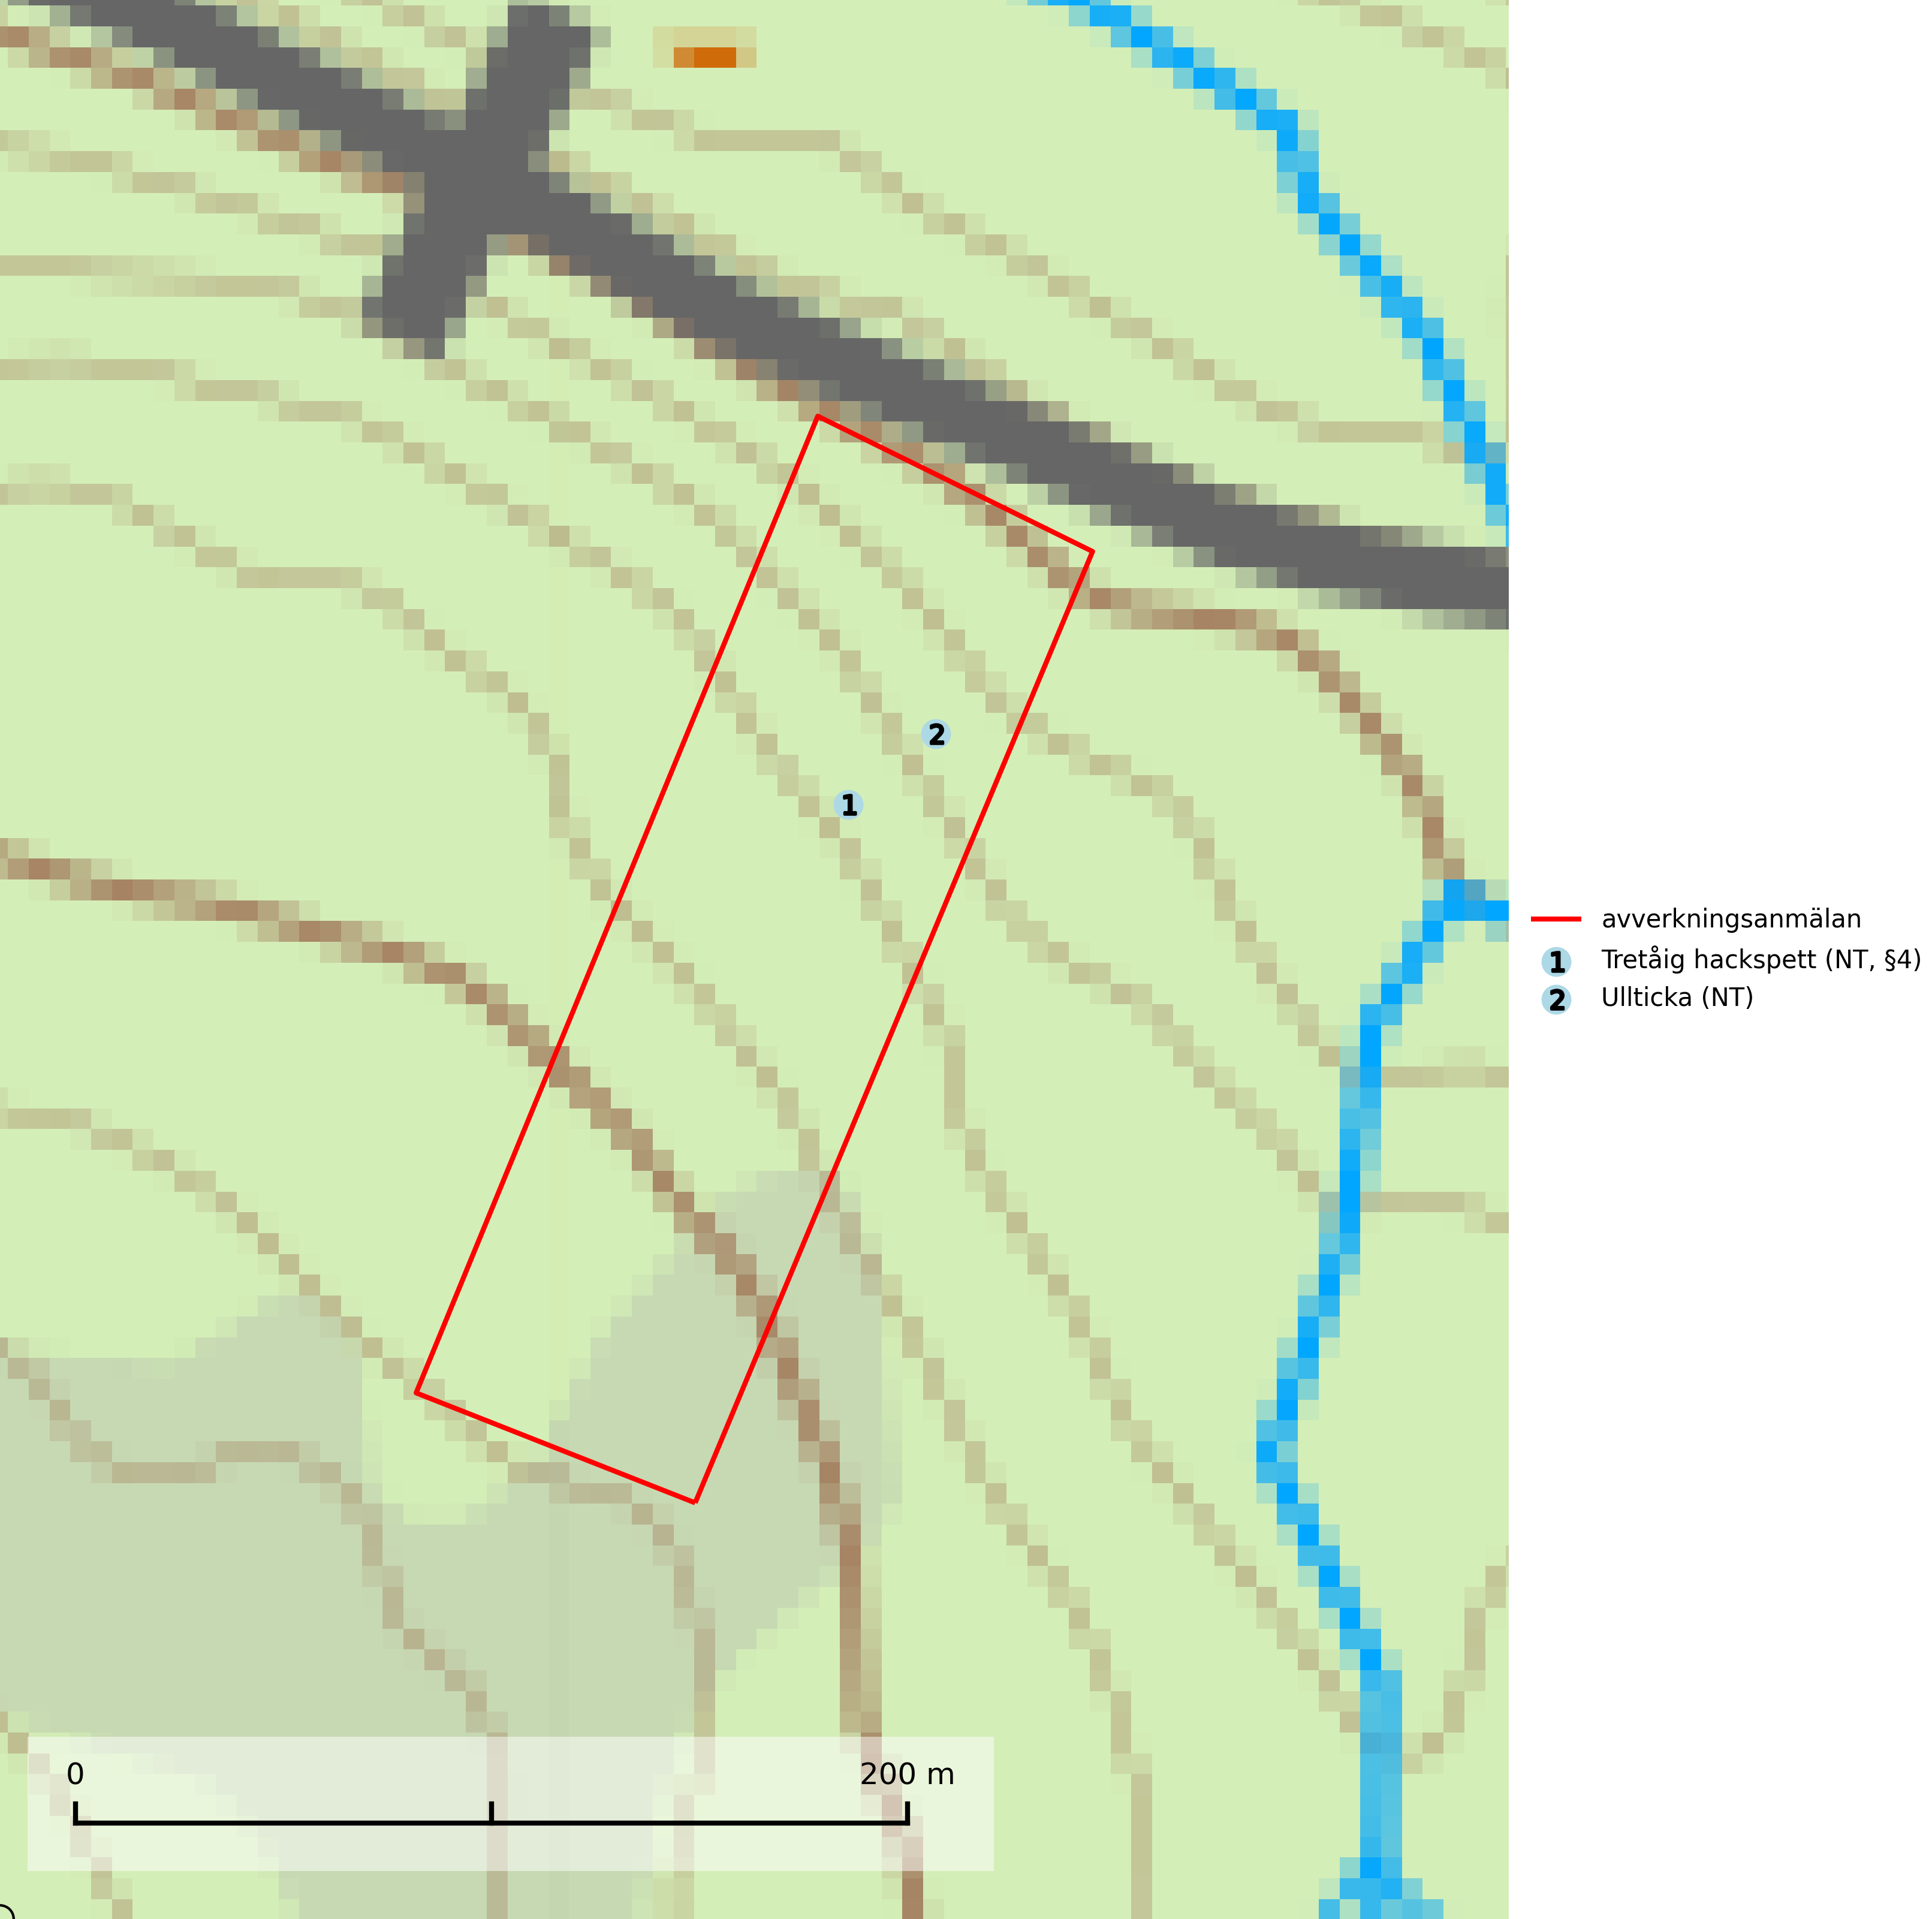 2
1
avverkningsanmälan
1 Tretåig hackspett (NT, §4)
2 Ullticka (NT)
0 200 m